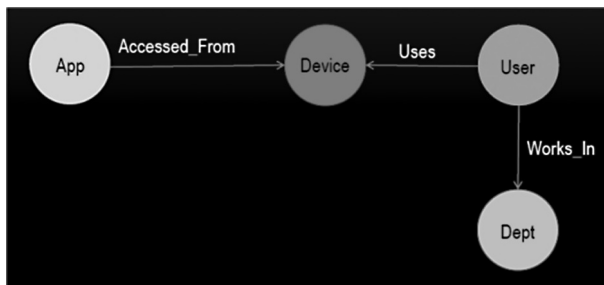 Accessed_From
Uses
App
Device
User
Works_In
Dept